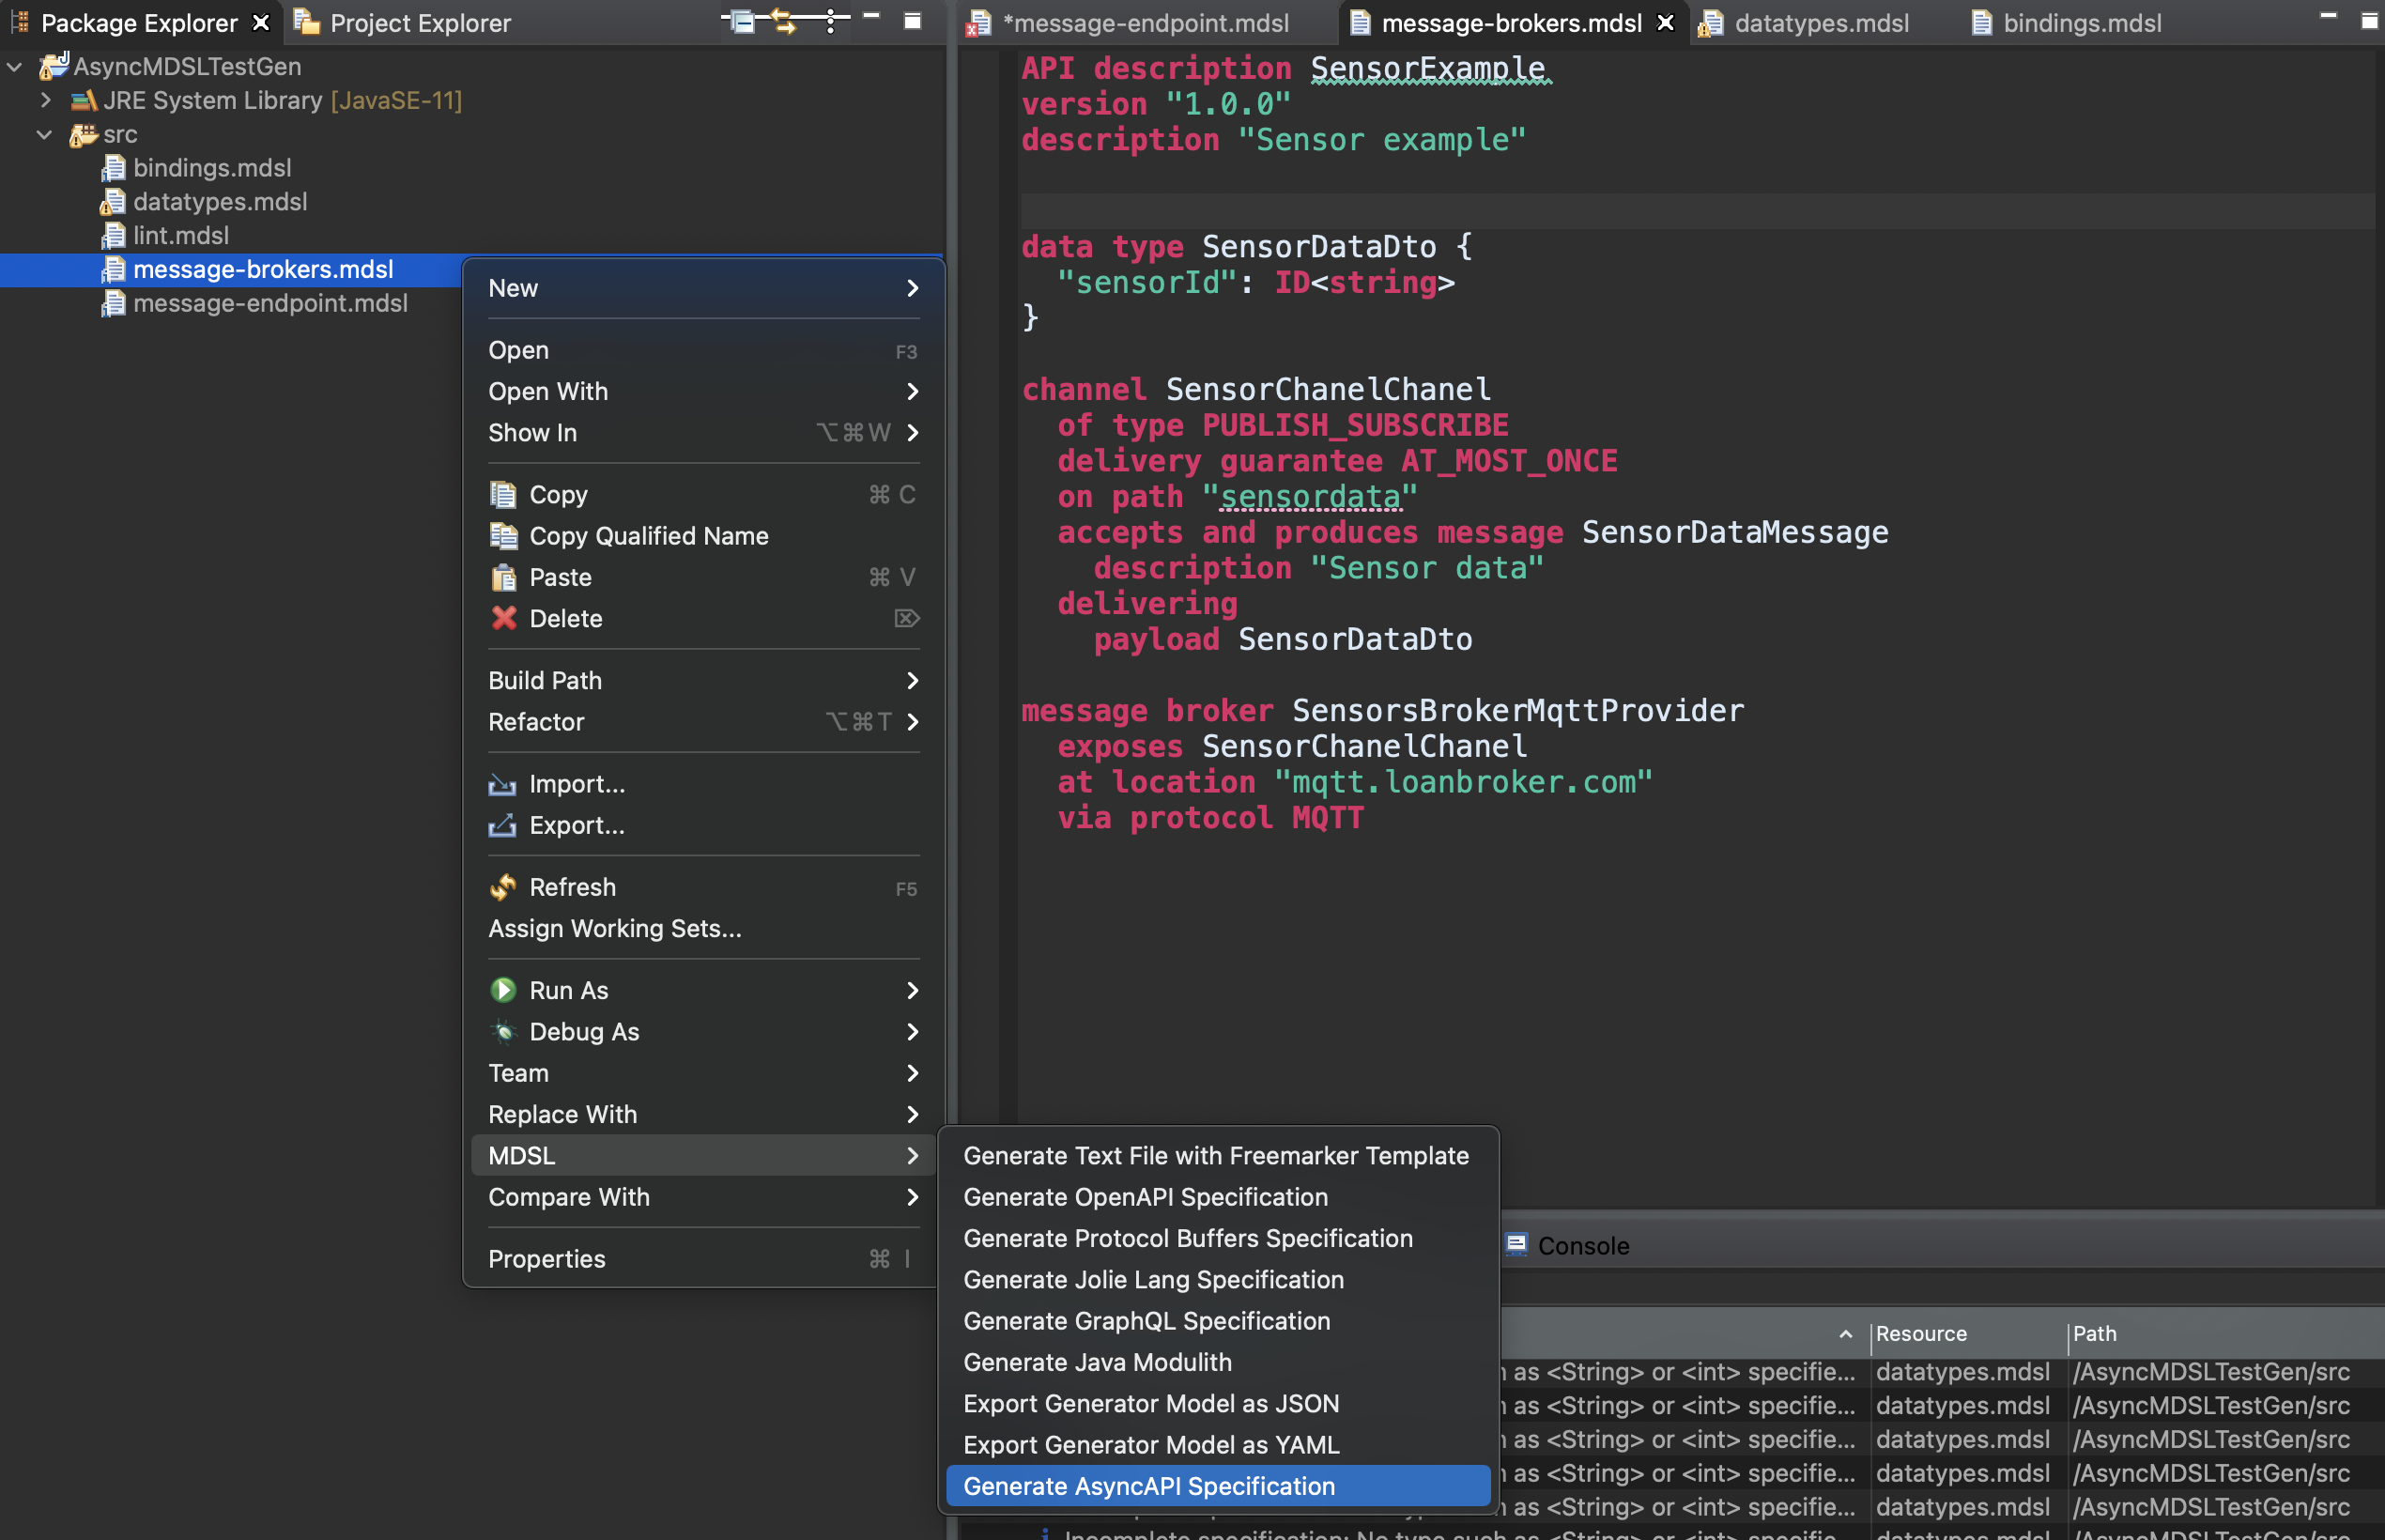 Package Explorer
Project Explorer
AsyncMDSLTestGen
JRE System Library [JavaSE-11]
src
bindings.mdsl
datatypes.mdsl
lint.mdsl
message-brokers.mdsl
message-endpoint.mdsl
New
Open F3
Open With
Show In ⌥⌘W
Copy ⌘ C
Copy Qualified Name
Paste ⌘ V
Delete ⌦
Build Path
Refactor ⌥⌘T
Import...
Export...
Refresh F5
Assign Working Sets...
Run As
Debug As
Team
Replace With
MDSL
Compare With
Properties ⌘ I
Generate Text File with Freemarker Template
Generate OpenAPI Specification
Generate Protocol Buffers Specification
Generate Jolie Lang Specification
Generate GraphQL Specification
Generate Java Modulith
Export Generator Model as JSON
Export Generator Model as YAML
Generate AsyncAPI Specification
*message-endpoint.mdsl
message-brokers.mdsl
datatypes.mdsl
bindings.mdsl
API description SensorExample
version "1.0.0"
description "Sensor example"
data type SensorDataDto {
"sensorId": ID<string>
}
channel SensorChanelChanel
of type PUBLISH_SUBSCRIBE
delivery guarantee AT_MOST_ONCE
on path "sensordata"
accepts and produces message SensorDataMessage
description "Sensor data"
delivering
payload SensorDataDto
message broker SensorsBrokerMqttProvider
exposes SensorChanelChanel
at location "mqtt.loanbroker.com"
via protocol MQTT
Console
Resource Path
as <String> or <int> specifie... datatypes.mdsl /AsyncMDSLTestGen/src
as <String> or <int> specifie... datatypes.mdsl /AsyncMDSLTestGen/src
as <String> or <int> specifie... datatypes.mdsl /AsyncMDSLTestGen/src
as <String> or <int> specifie... datatypes.mdsl /AsyncMDSLTestGen/src
as <String> or <int> specifie... datatypes.mdsl /AsyncMDSLTestGen/src
Incomplete specification: No type such as <String> or <int> specifie... datatypes.mdsl /AsyncMDSLTestGen/src